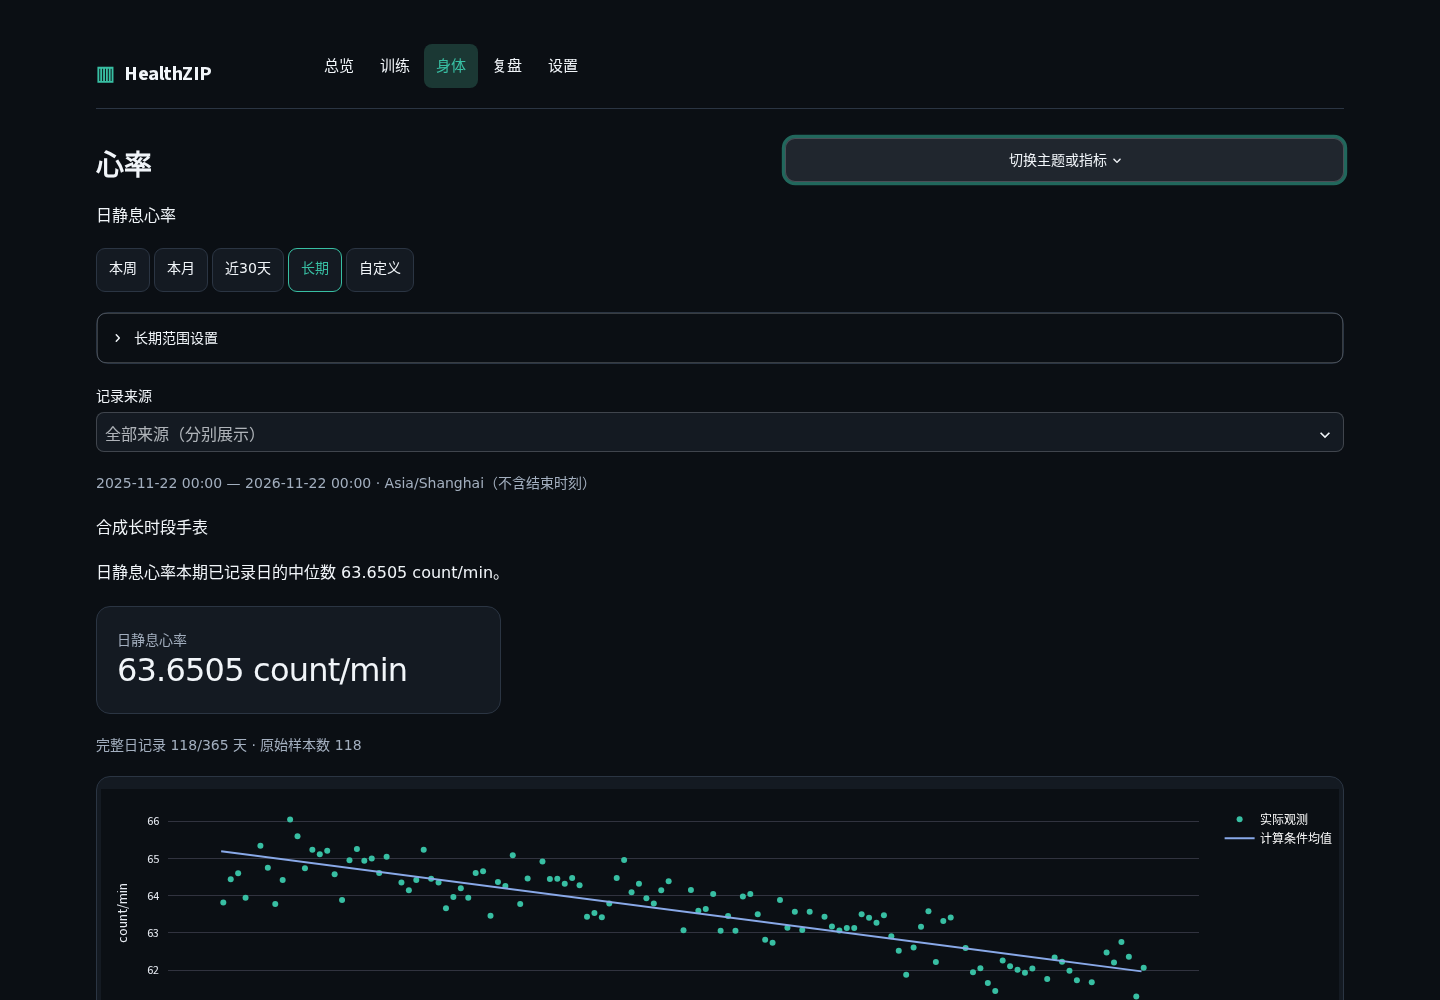 HealthZIP
总览 训练 身体 复盘 设置
心率
切换主题或指标
日静息心率
本周 本月 近30天 长期 自定义
长期范围设置
记录来源
全部来源（分别展示）
2025-11-22 00:00 — 2026-11-22 00:00 · Asia/Shanghai（不含结束时刻）
合成长时段手表
日静息心率本期已记录日的中位数 63.6505 count/min。
日静息心率
63.6505 count/min
完整日记录 118/365 天 · 原始样本数 118
66
65
64
63
62
count/min
实际观测
计算条件均值